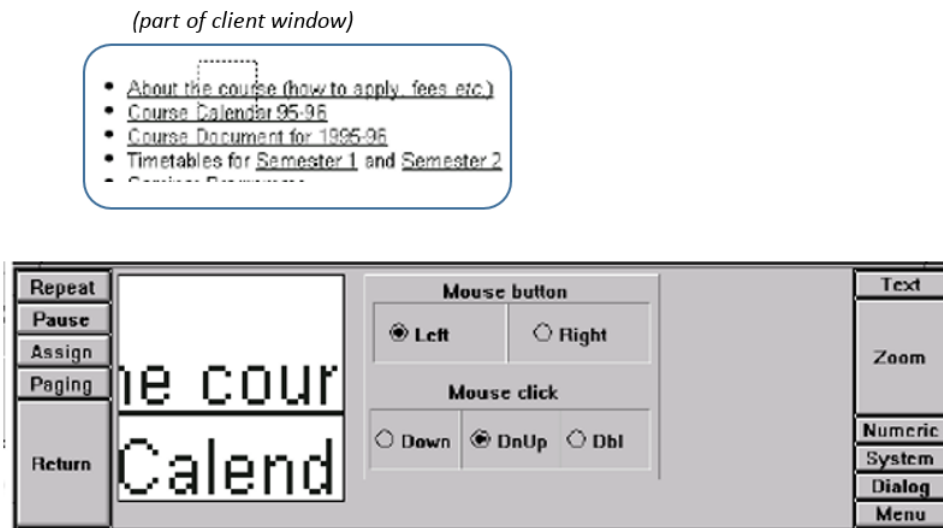 (part of client window)
• About the course (how to apply, fees etc.)
• Course Calendar 95-96
• Course Document for 1995-96
• Timetables for Semester 1 and Semester 2
Repeat
Pause
Assign
Paging
Return
he cour
Calend
Mouse button
Left
Right
Mouse click
Down
DnUp
Dbl
Text
Zoom
Numeric
System
Dialog
Menu